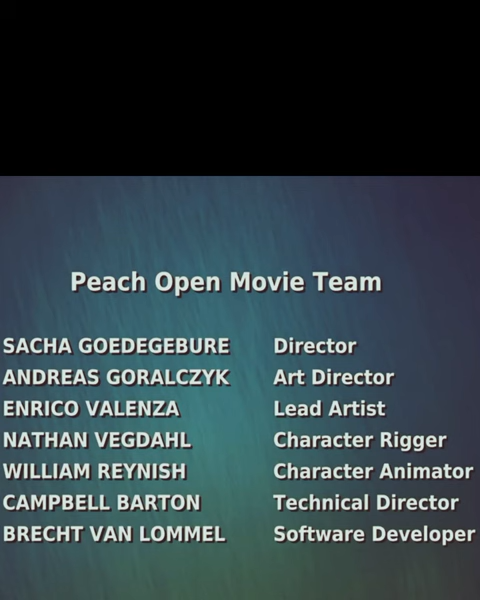 Peach Open Movie Team
SACHA GOEDEGEBURE Director
ANDREAS GORALCZYK Art Director
ENRICO VALENZA Lead Artist
NATHAN VEGDAHL Character Rigger
WILLIAM REYNISH Character Animator
CAMPBELL BARTON Technical Director
BRECHT VAN LOMMEL Software Developer